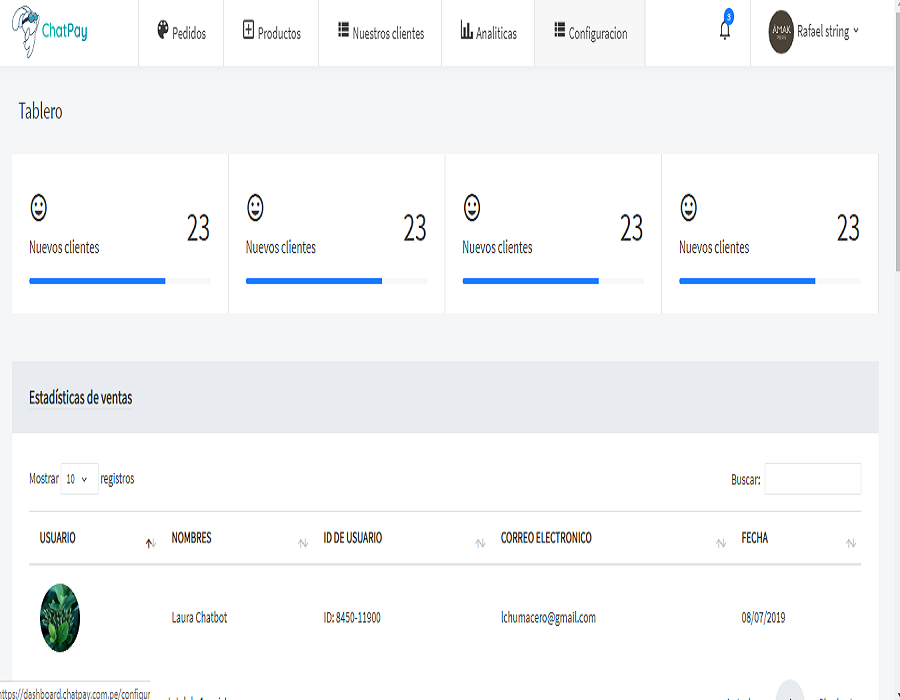 ChatPay
Pedidos
Productos
Nuestros clientes
Analiticas
Configuracion
3
AMAK
Rafael string
Tablero
23 23 23 23
Nuevos clientes Nuevos clientes Nuevos clientes Nuevos clientes
Estadísticas de ventas
Mostrar 10 registros Buscar:
USUARIO NOMBRES ID DE USUARIO CORREO ELECTRONICO FECHA
Laura Chatbot ID: 8450-11900 lchumacero@gmail.com 08/07/2019
https://dashboard.chatpay.com.pe/configur